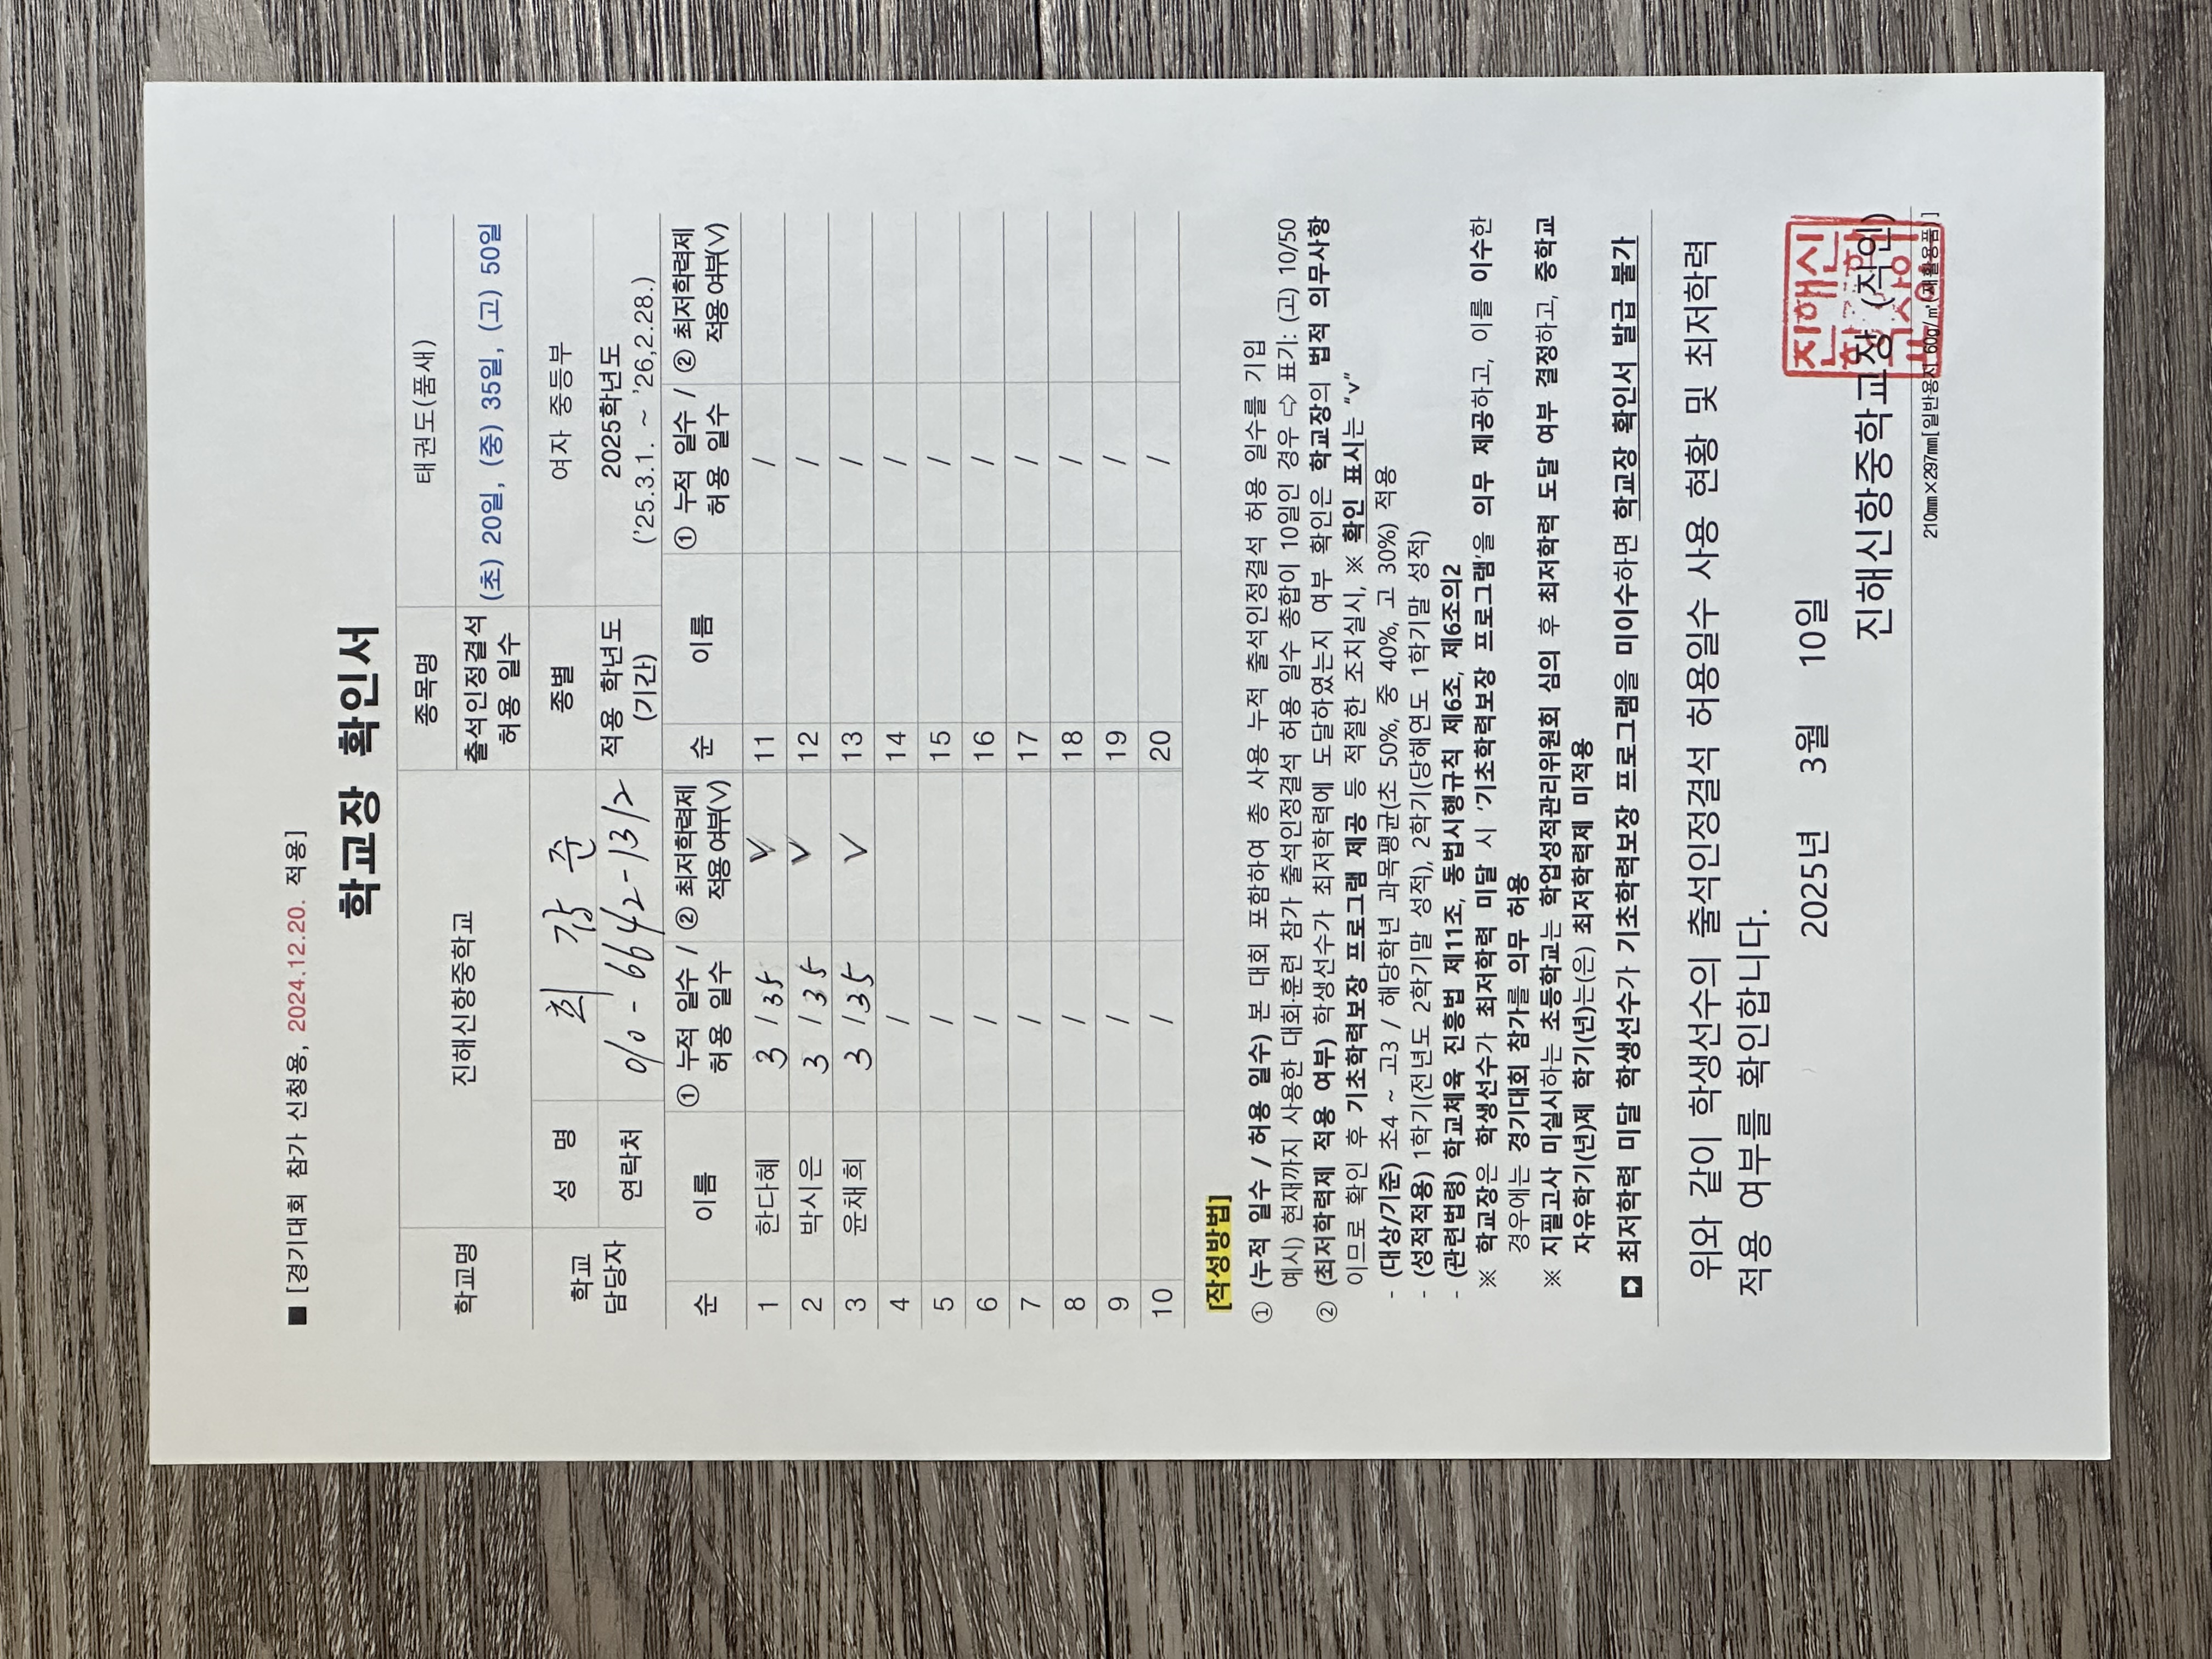 ■ [경기대회 참가 신청용, 2024.12.20. 적용]
학교장 확인서
학교명 진해신항중학교 종목명 태권도(품새)
출석인정결석 허용 일수 (초) 20일, (중) 35일, (고) 50일
학교 담당자 성 명 최 강 준 종별 여자 중등부
연락처 010-6642-1312 적용 학년도 (기간) 2025학년도 ('25.3.1. ~ '26.2.28.)
순 이름 ① 누적 일수 / 허용 일수 ② 최저학력제 적용 여부(V) 순 이름 ① 누적 일수 / 허용 일수 ② 최저학력제 적용 여부(V)
1 한다혜 3 / 35 V 11 /
2 박시은 3 / 35 V 12 /
3 윤채희 3 / 35 V 13 /
4 / 14 /
5 / 15 /
6 / 16 /
7 / 17 /
8 / 18 /
9 / 19 /
10 / 20 /
[작성방법]
① (누적 일수 / 허용 일수) 본 대회 포함하여 총 사용 누적 출석인정결석 허용 일수를 기입
예시) 현재까지 사용한 대회·훈련 참가 출석인정결석 허용 일수 총합이 10일인 경우 ⇨ 표기: (고) 10/50
② (최저학력제 적용 여부) 학생선수가 최저학력에 도달하였는지 여부 확인은 학교장의 법적 의무사항
이므로 확인 후 기초학력보장 프로그램 제공 등 적절한 조치실시, ※ 확인 표시는 "v"
- (대상/기준) 초4 ~ 고3 / 해당학년 과목평균(초 50%, 중 40%, 고 30%) 적용
- (성적적용) 1학기(전년도 2학기말 성적), 2학기(당해연도 1학기말 성적)
- (관련법령) 학교체육 진흥법 제11조, 동법시행규칙 제6조, 제6조의2
※ 학교장은 학생선수가 최저학력 미달 시 '기초학력보장 프로그램'을 의무 제공하고, 이를 이수한
경우에는 경기대회 참가를 의무 허용
※ 지필고사 미실시하는 초등학교는 학업성적관리위원회 심의 후 최저학력 도달 여부 결정하고, 중학교
자유학기(년)제 학기(년)는(은) 최저학력제 미적용
최저학력 미달 학생선수가 기초학력보장 프로그램을 미이수하면 학교장 확인서 발급 불가
위와 같이 학생선수의 출석인정결석 허용일수 사용 현황 및 최저학력
적용 여부를 확인합니다.
2025년 3월 10일
진해신항중학교장 (직인)
진해신
210㎜×297㎜[일반용지 60g/㎡(재활용품)]